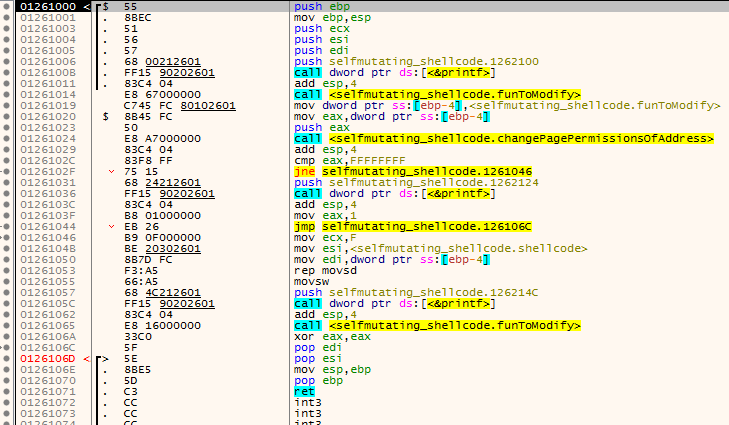 01261000 < $ 55 push ebp
01261001 . 8BEC mov ebp,esp
01261003 . 51 push ecx
01261004 . 56 push esi
01261005 . 57 push edi
01261006 . 68 00212601 push selfmutating_shellcode.1262100
0126100B . FF15 90202601 call dword ptr ds:[<&printf>]
01261011 . 83C4 04 add esp,4
01261014 . E8 67000000 call <selfmutating_shellcode.funToModify>
01261019 . C745 FC 80102601 mov dword ptr ss:[ebp-4],<selfmutating_shellcode.funToModify>
01261020 $ 8B45 FC mov eax,dword ptr ss:[ebp-4]
01261023 . 50 push eax
01261024 . E8 A7000000 call <selfmutating_shellcode.changePagePermissionsOfAddress>
01261029 . 83C4 04 add esp,4
0126102C . 83F8 FF cmp eax,FFFFFFFF
0126102F . 75 15 jne selfmutating_shellcode.1261046
01261031 . 68 24212601 push selfmutating_shellcode.1262124
01261036 . FF15 90202601 call dword ptr ds:[<&printf>]
0126103C . 83C4 04 add esp,4
0126103F . B8 01000000 mov eax,1
01261044 . EB 26 jmp selfmutating_shellcode.126106C
01261046 . B9 0F000000 mov ecx,F
0126104B . BE 20302601 mov esi,<selfmutating_shellcode.shellcode>
01261050 . 8B7D FC mov edi,dword ptr ss:[ebp-4]
01261053 . F3:A5 rep movsd
01261055 . 66:A5 movsw
01261057 . 68 4C212601 push selfmutating_shellcode.126214C
0126105C . FF15 90202601 call dword ptr ds:[<&printf>]
01261062 . 83C4 04 add esp,4
01261065 . E8 16000000 call <selfmutating_shellcode.funToModify>
0126106A . 33C0 xor eax,eax
0126106C . 5F pop edi
0126106D < > 5E pop esi
0126106E . 8BE5 mov esp,ebp
01261070 . 5D pop ebp
01261071 . C3 ret
01261072 . CC int3
01261073 . CC int3
01261074 . CC int3